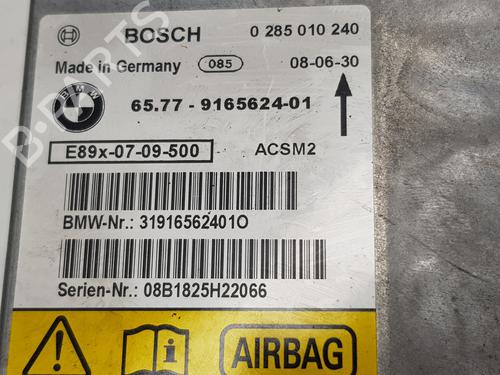 BOSCH 0 285 010 240
Made in Germany 085 08-06-30
BMW
65.77 - 9165624-01
E89x-07-09-500 ACSM2
BMW-Nr.: 31916562401O
Serien-Nr.: 08B1825H22066
AIRBAG
B-PARTS